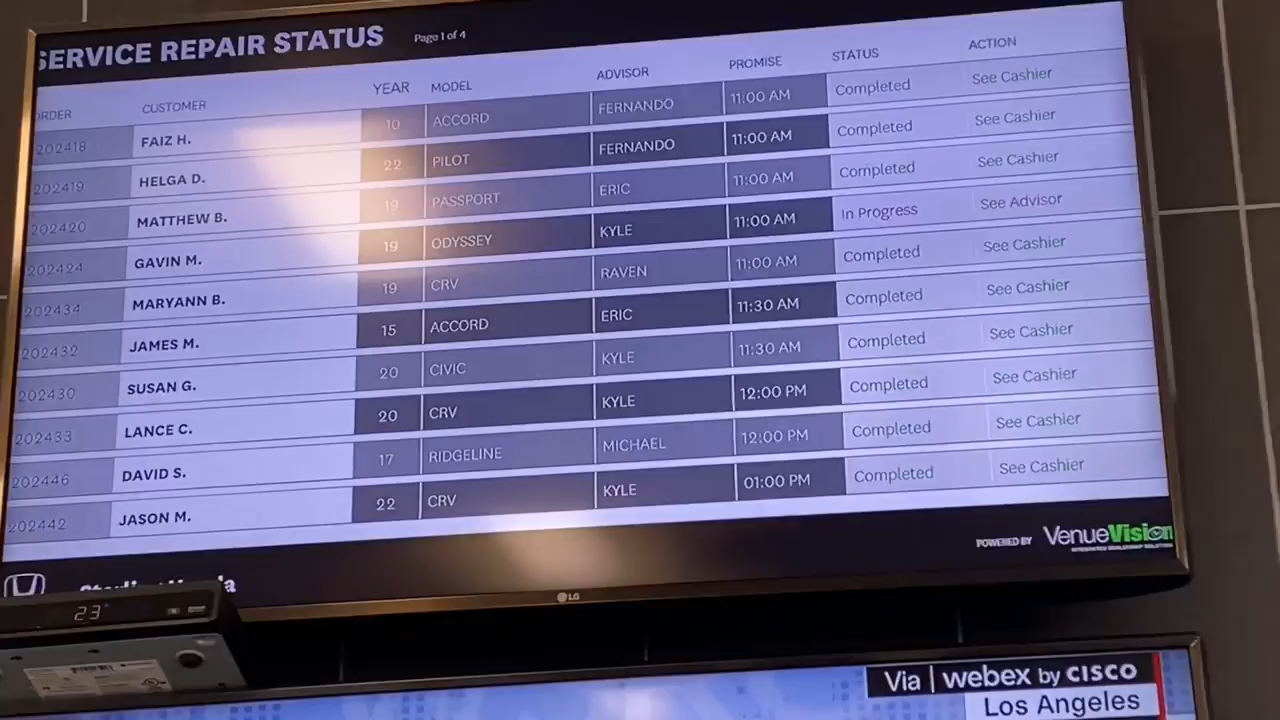 SERVICE REPAIR STATUS Page 1 of 4
ORDER CUSTOMER YEAR MODEL ADVISOR PROMISE STATUS ACTION
202418 FAIZ H. 10 ACCORD FERNANDO 11:00 AM Completed See Cashier
202419 HELGA D. 22 PILOT FERNANDO 11:00 AM Completed See Cashier
202420 MATTHEW B. 19 PASSPORT ERIC 11:00 AM Completed See Cashier
202424 GAVIN M. 19 ODYSSEY KYLE 11:00 AM In Progress See Advisor
202434 MARYANN B. 19 CRV RAVEN 11:00 AM Completed See Cashier
202432 JAMES M. 15 ACCORD ERIC 11:30 AM Completed See Cashier
202430 SUSAN G. 20 CIVIC KYLE 11:30 AM Completed See Cashier
202433 LANCE C. 20 CRV KYLE 12:00 PM Completed See Cashier
202446 DAVID S. 17 RIDGELINE MICHAEL 12:00 PM Completed See Cashier
202442 JASON M. 22 CRV KYLE 01:00 PM Completed See Cashier
POWERED BY VenueVision
INTEGRATED DEALERSHIP SOLUTIONS
LG
23
Via | webex by CISCO
Los Angeles